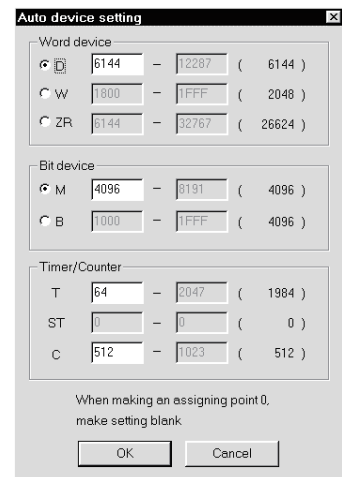 Auto device setting
Word device
D 6144 – 12287 ( 6144 )
W 1800 – 1FFF ( 2048 )
ZR 6144 – 32767 ( 26624 )
Bit device
M 4096 – 8191 ( 4096 )
B 1000 – 1FFF ( 4096 )
Timer/Counter
T 64 – 2047 ( 1984 )
ST 0 – 0 ( 0 )
C 512 – 1023 ( 512 )
When making an assigning point 0,
make setting blank
OK Cancel